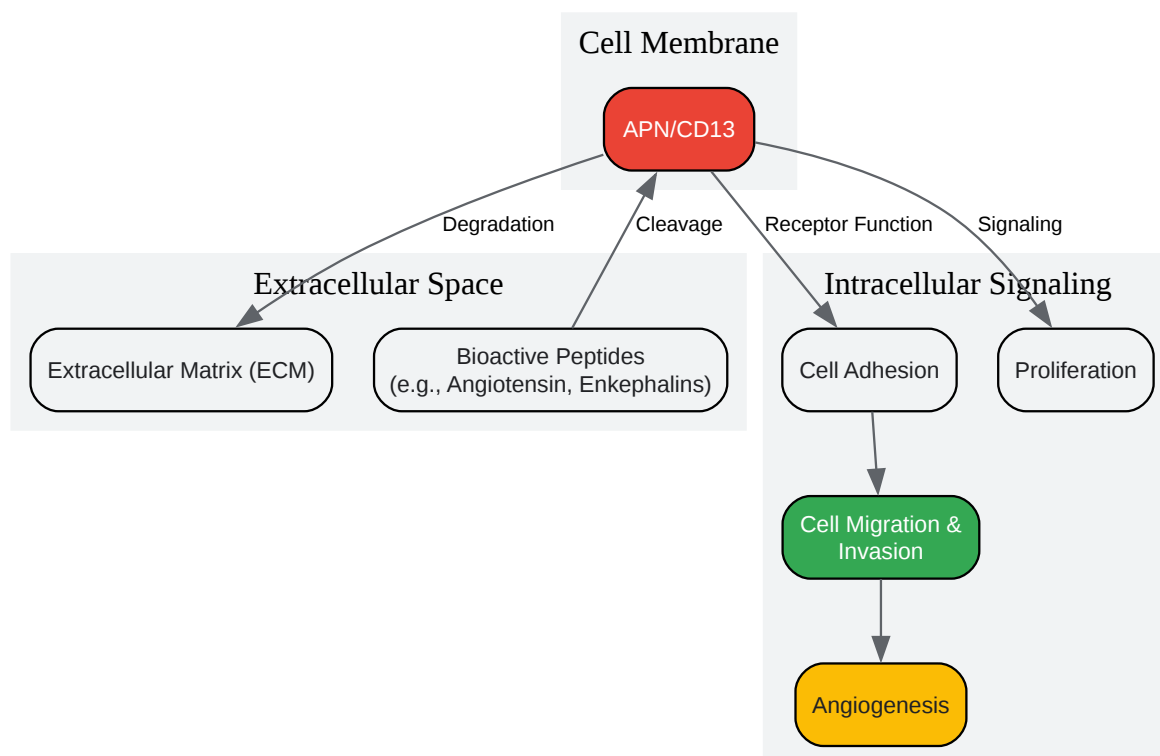 Cell Membrane
APN/CD13
Degradation
Cleavage
Receptor Function
Signaling
Extracellular Space
Intracellular Signaling
Extracellular Matrix (ECM)
Bioactive Peptides
(e.g., Angiotensin, Enkephalins)
Cell Adhesion
Proliferation
Cell Migration &
Invasion
Angiogenesis